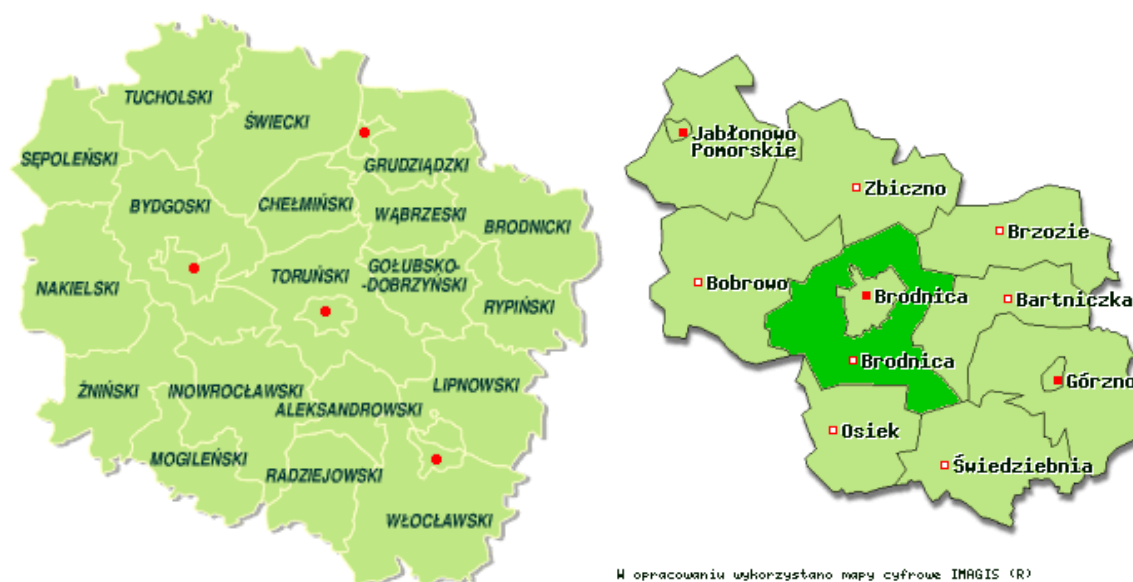 TUCHOLSKI
ŚWIECKI
SĘPOLEŃSKI
GRUDZIĄDZKI
BYDGOSKI
CHEŁMIŃSKI
WĄBRZESKI
BRODNICKI
NAKIELSKI
TORUŃSKI
GOŁUBSKO-
-DOBRZYŃSKI
RYPIŃSKI
ŻNIŃSKI
INOWROCŁAWSKI
LIPNOWSKI
ALEKSANDROWSKI
MOGILEŃSKI
RADZIEJOWSKI
WŁOCŁAWSKI
Jabłonowo
Pomorskie
Zbiczno
Brzozie
Bobrowo
Brodnica
Bartniczka
Brodnica
Górzno
Osiek
Świedziebnia
W opracowaniu wykorzystano mapy cyfrowe IMAGIS (R)